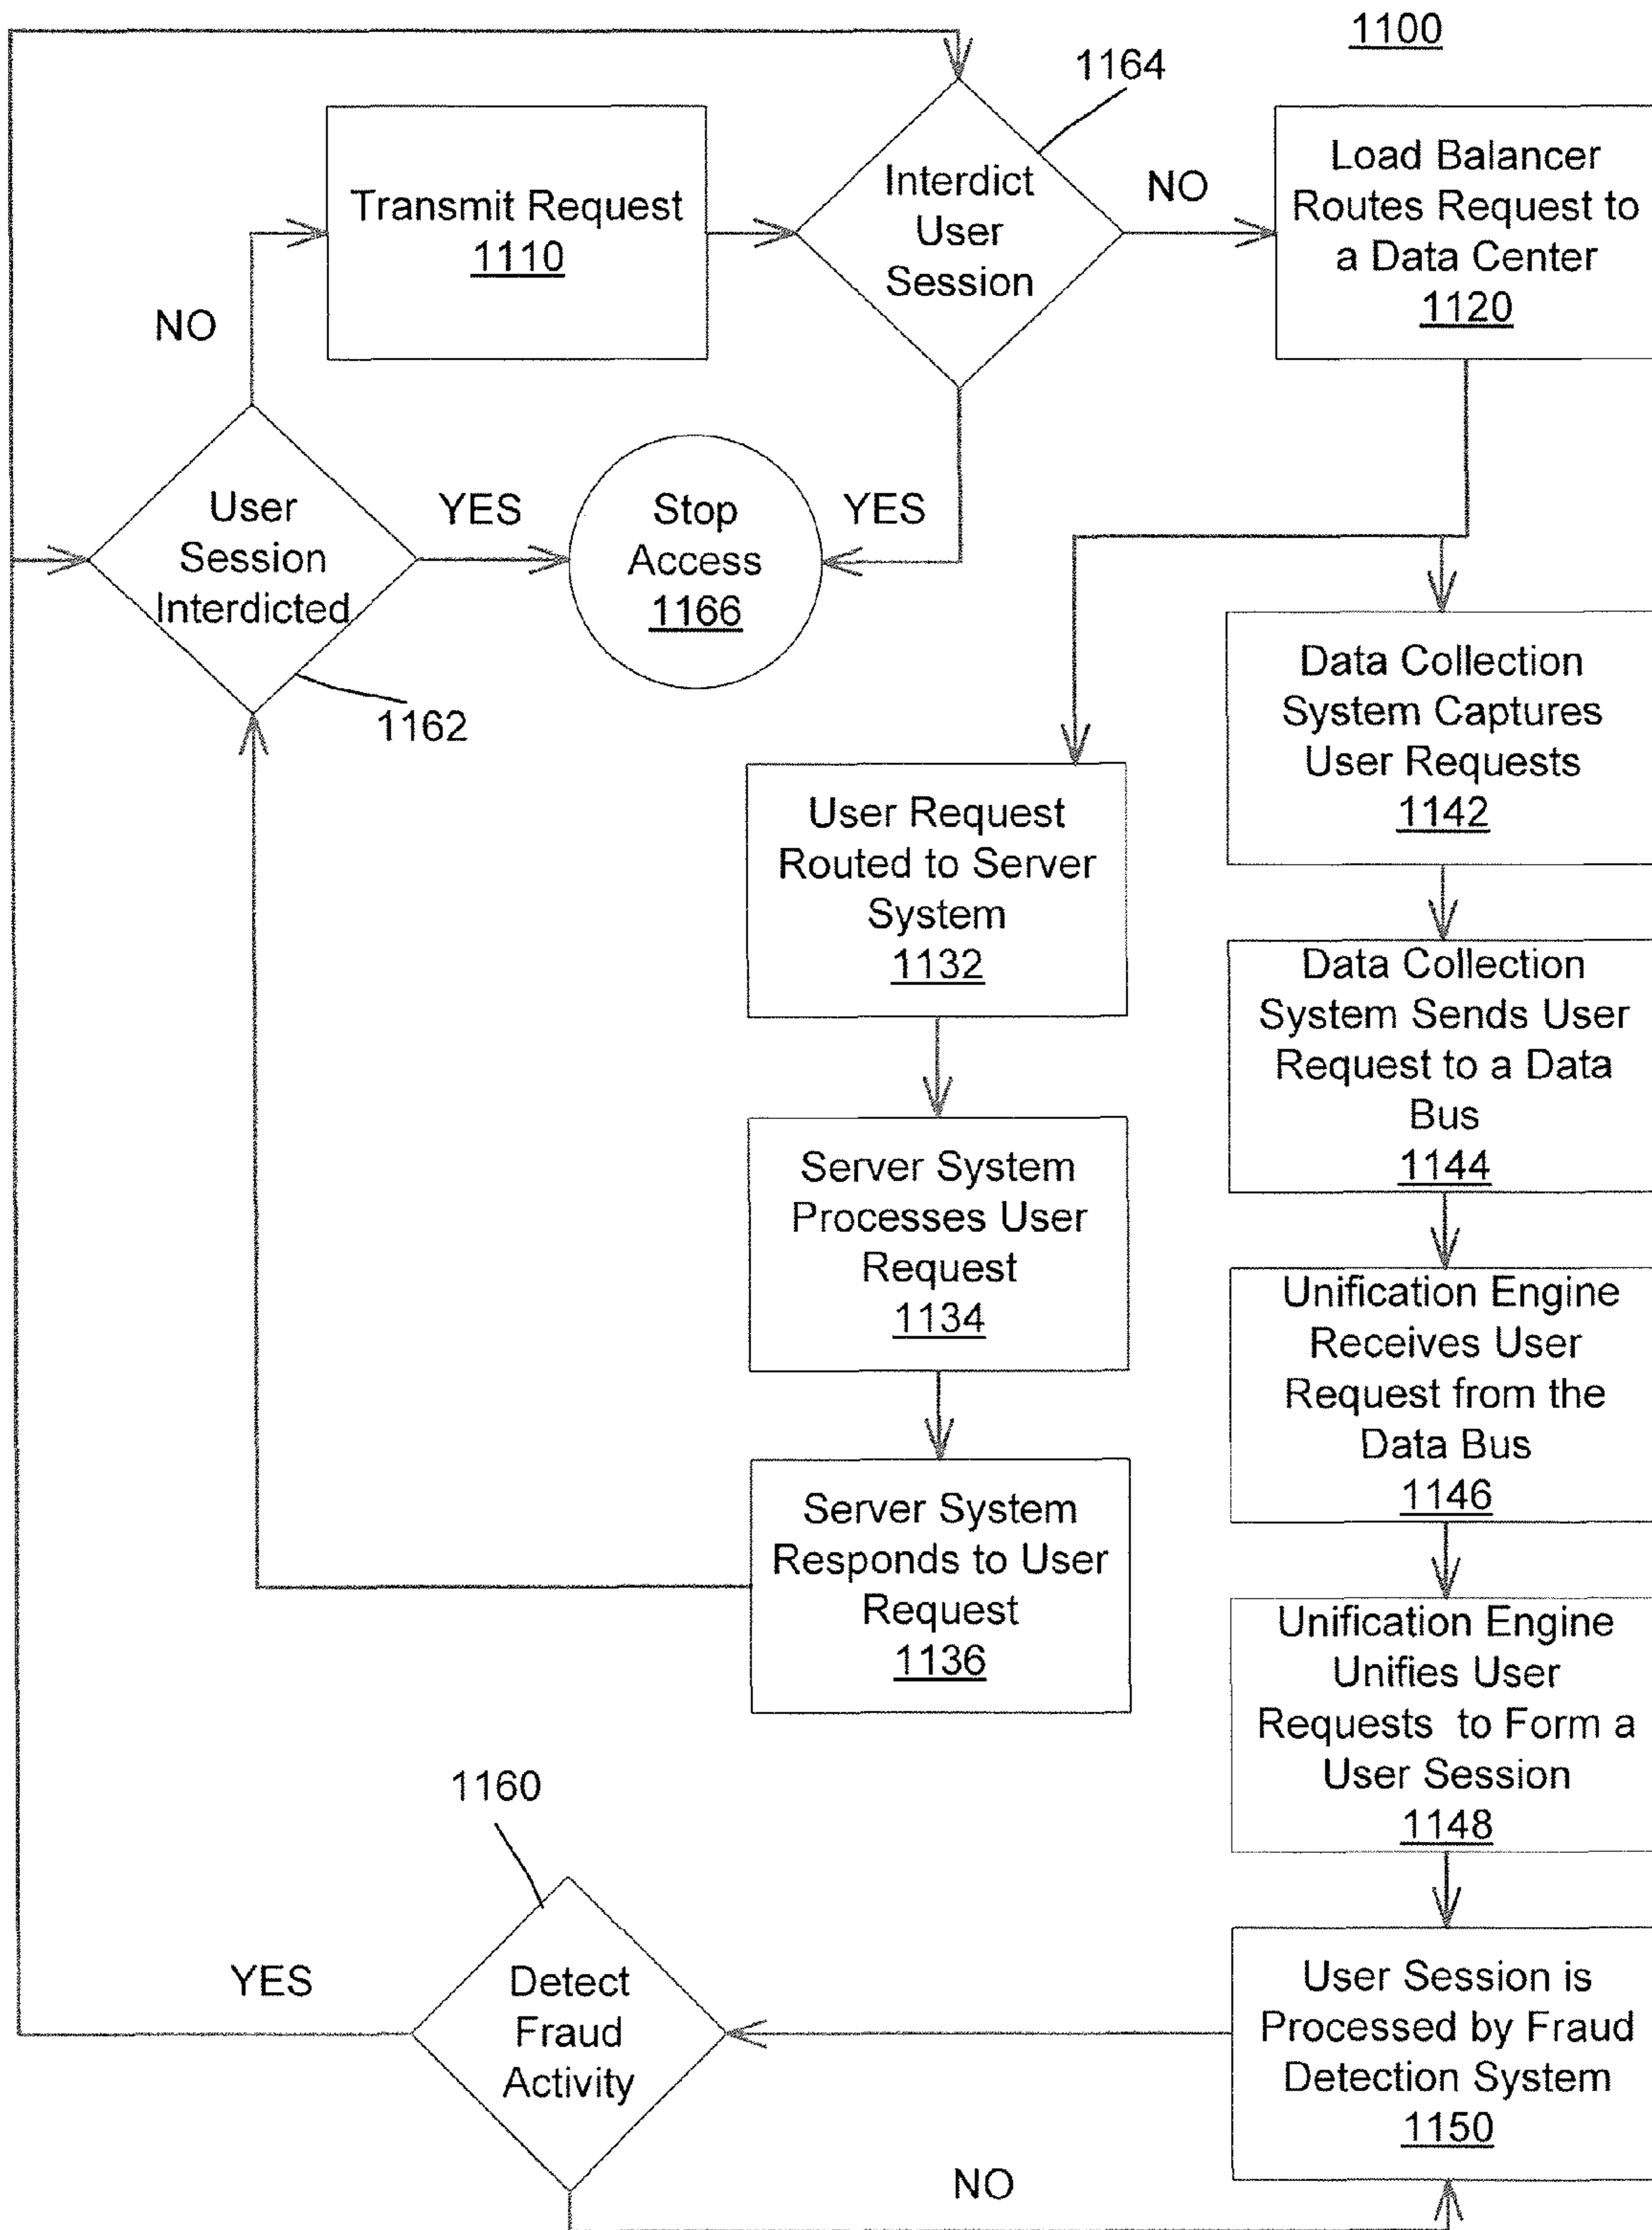 1100
1164
Transmit Request
1110
Interdict
User
Session
NO
Load Balancer
Routes Request to
a Data Center
1120
NO
User
Session
Interdicted
YES
Stop
Access
1166
YES
1162
Data Collection
System Captures
User Requests
1142
User Request
Routed to Server
System
1132
Data Collection
System Sends User
Request to a Data
Bus
1144
Server System
Processes User
Request
1134
Unification Engine
Receives User
Request from the
Data Bus
1146
Server System
Responds to User
Request
1136
Unification Engine
Unifies User
Requests to Form a
User Session
1148
1160
YES
Detect
Fraud
Activity
User Session is
Processed by Fraud
Detection System
1150
NO